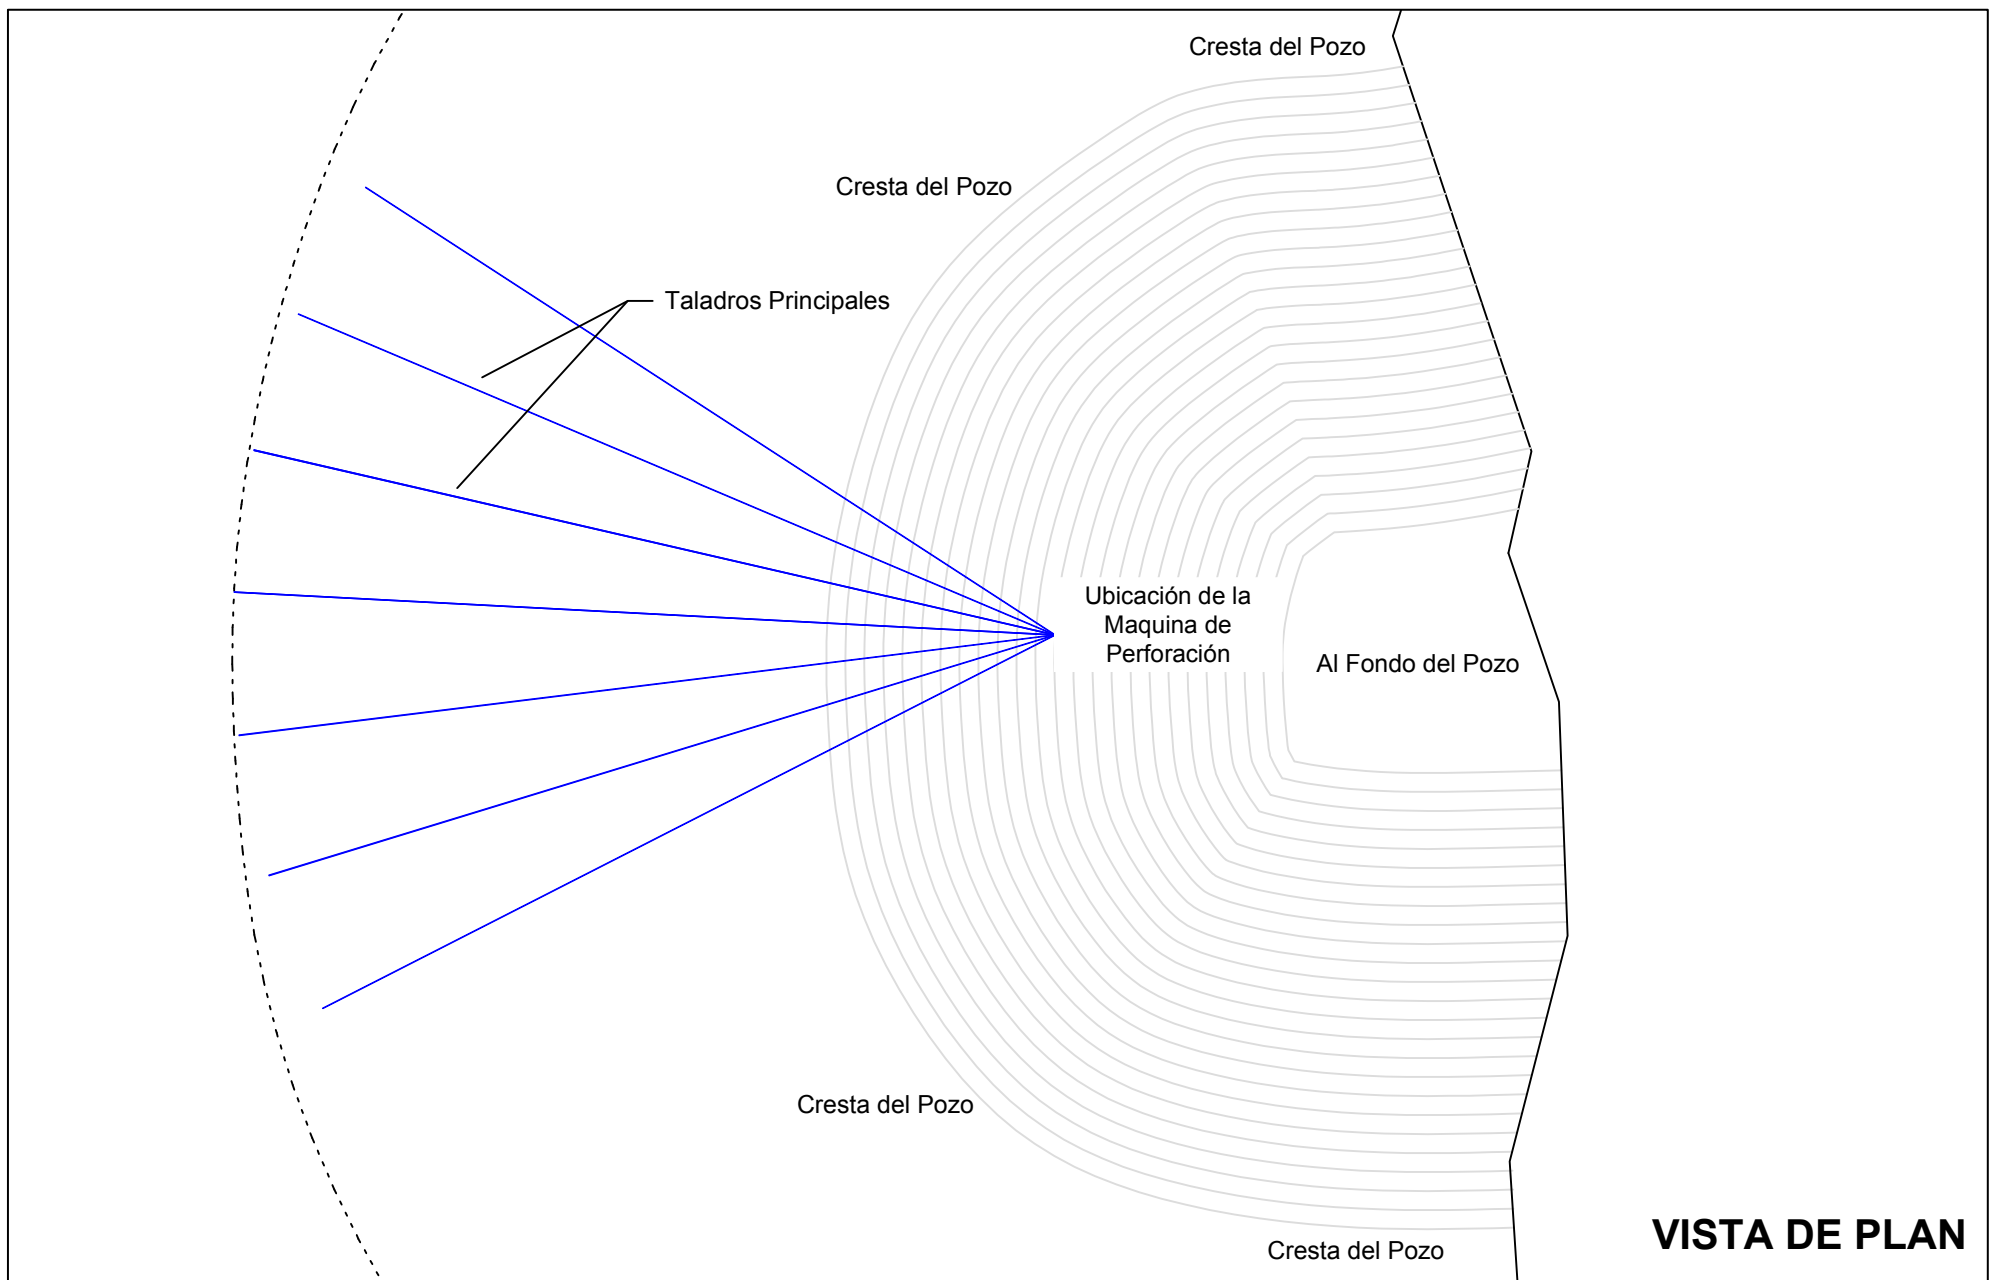 Cresta del Pozo
Cresta del Pozo
Taladros Principales
Ubicación de la
Maquina de
Perforación
Al Fondo del Pozo
Cresta del Pozo
VISTA DE PLAN
Cresta del Pozo